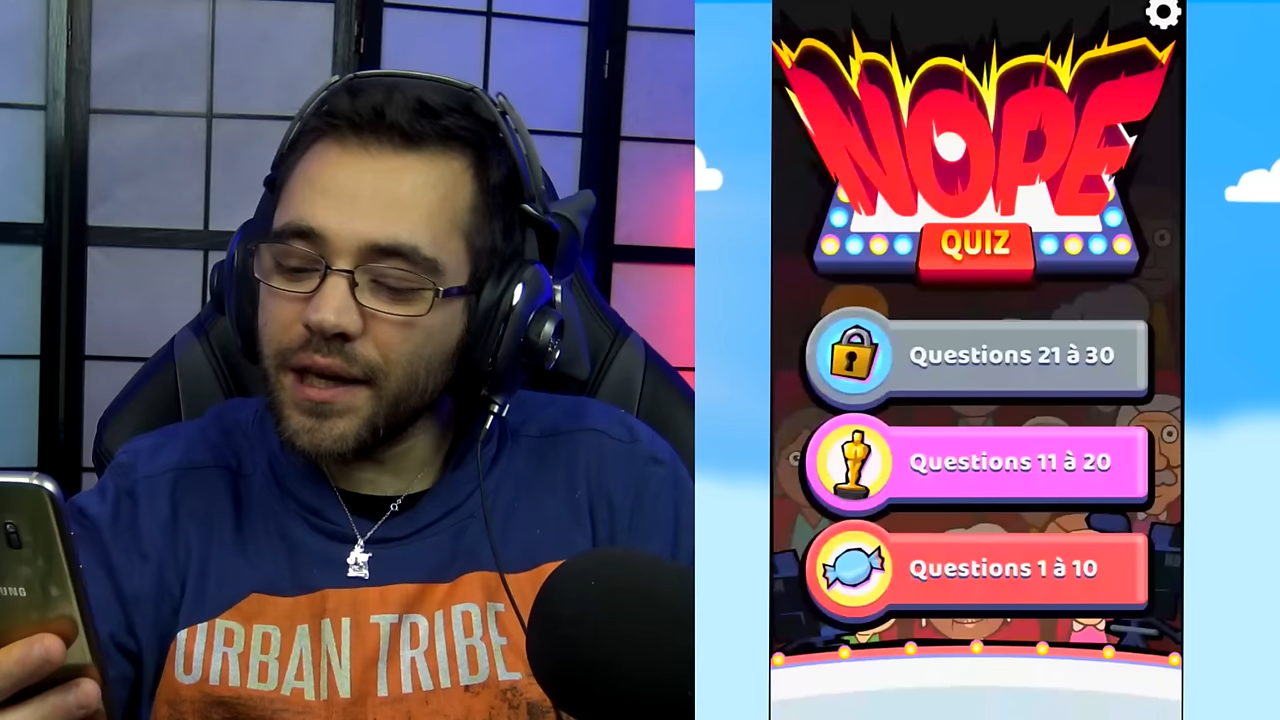 NOPE
QUIZ
Questions 21 à 30
Questions 11 à 20
Questions 1 à 10
URBAN TRIBE